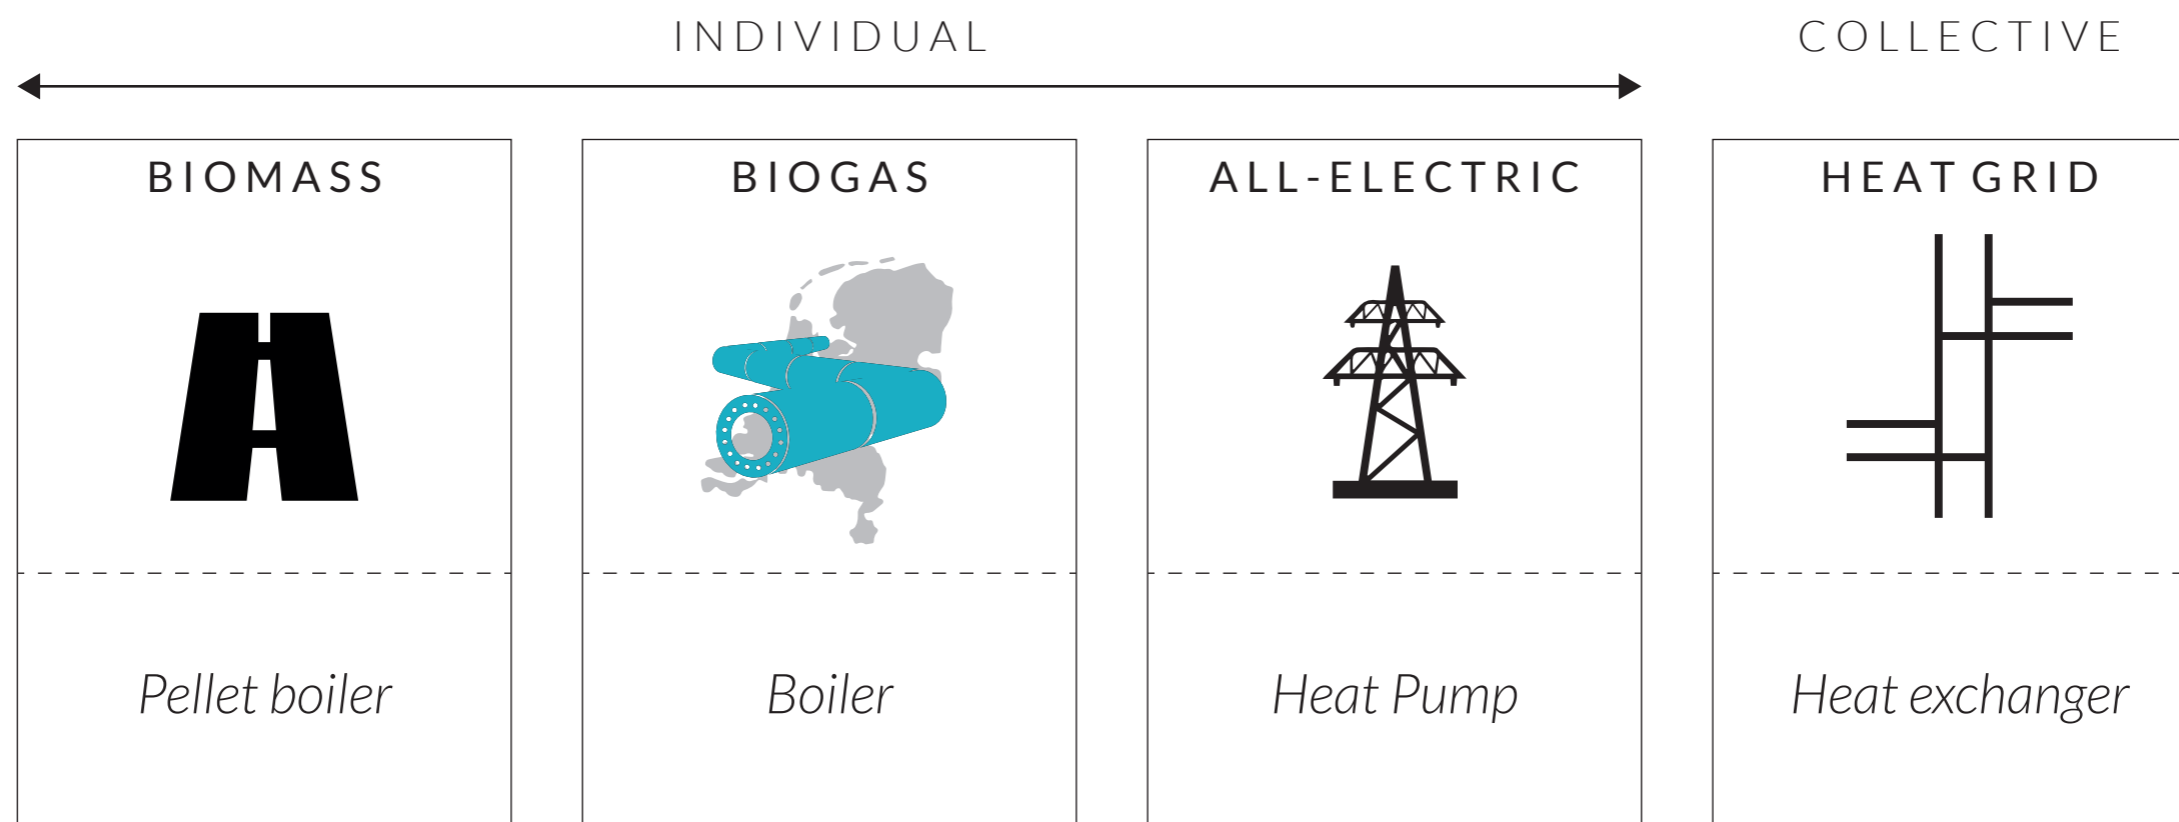 INDIVIDUAL
COLLECTIVE
BIOMASS
BIOGAS
ALL-ELECTRIC
HEAT GRID
Pellet boiler
Boiler
Heat Pump
Heat exchanger